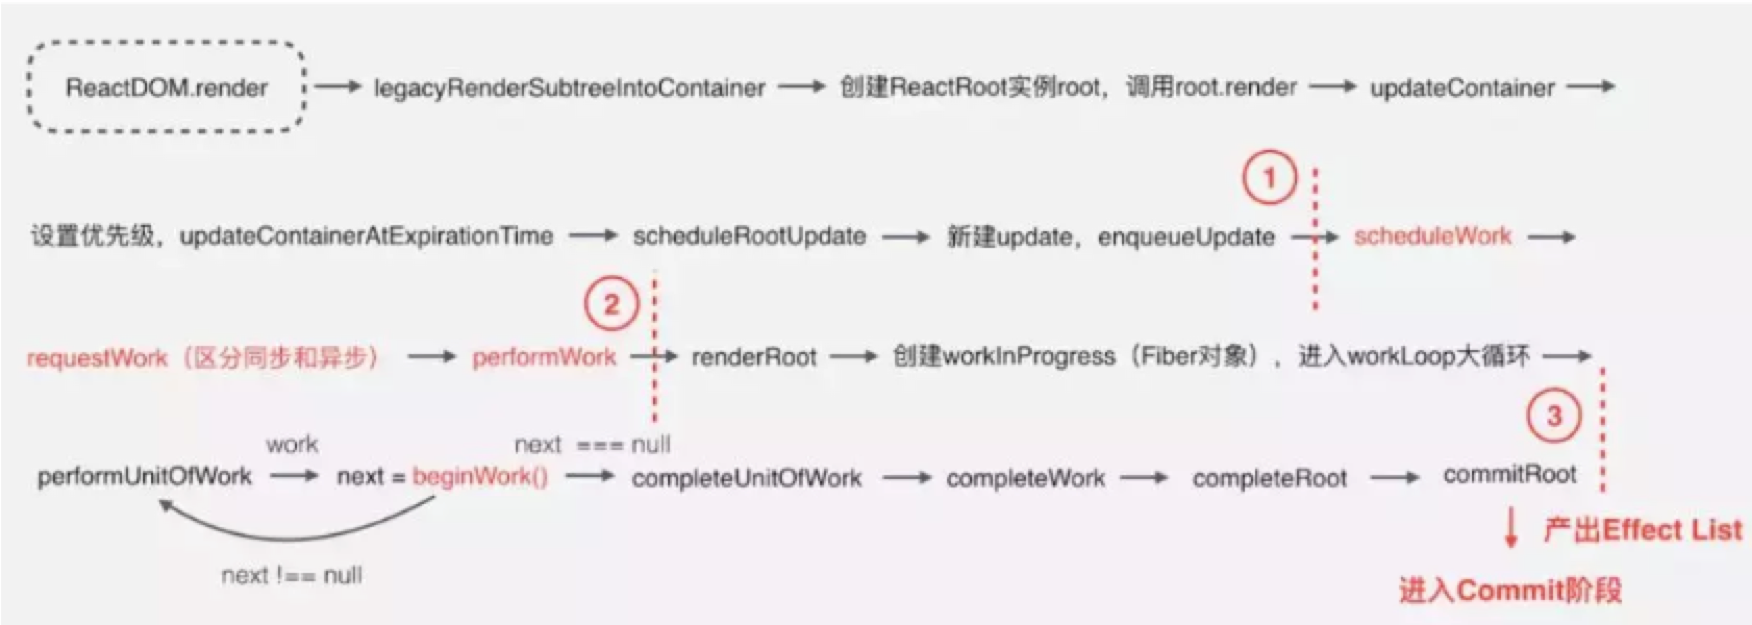 ReactDOM.render legacyRenderSubtreeIntoContainer 创建ReactRoot实例root，调用root.render updateContainer
①
设置优先级，updateContainerAtExpirationTime scheduleRootUpdate 新建update，enqueueUpdate scheduleWork
②
requestWork（区分同步和异步） performWork renderRoot 创建workInProgress（Fiber对象），进入workLoop大循环
③
work next === null
performUnitOfWork next = beginWork() completeUnitOfWork completeWork completeRoot commitRoot
产出Effect List
next !== null
进入Commit阶段